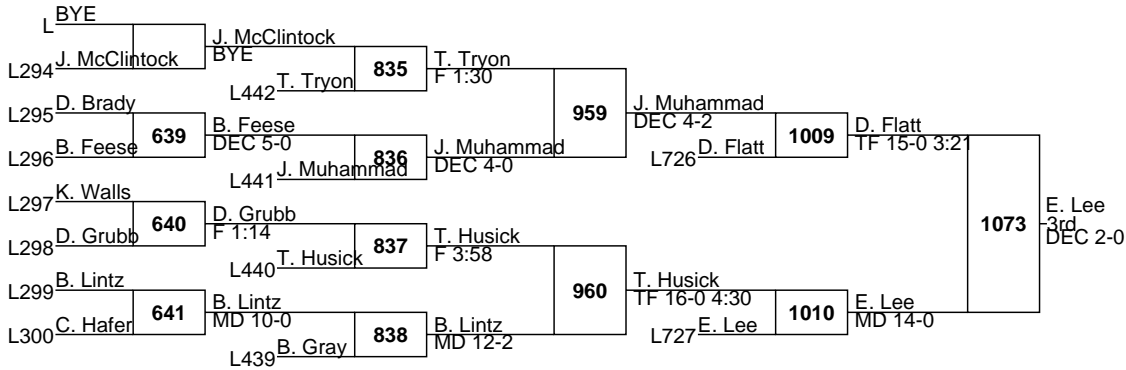 L BYE
L294 J. McClintock
L295 D. Brady
L296 B. Feese
L297 K. Walls
L298 D. Grubb
L299 B. Lintz
L300 C. Hafer
639
640
641
J. McClintock
BYE
L442 T. Tryon
B. Feese
DEC 5-0
L441 J. Muhammad
D. Grubb
F 1:14
L440 T. Husick
B. Lintz
MD 10-0
L439 B. Gray
835
836
837
838
T. Tryon
F 1:30
J. Muhammad
DEC 4-0
T. Husick
F 3:58
B. Lintz
MD 12-2
959
960
J. Muhammad
DEC 4-2
L726 D. Flatt
T. Husick
TF 16-0 4:30
L727 E. Lee
1009
1010
D. Flatt
TF 15-0 3:21
E. Lee
MD 14-0
1073
E. Lee
3rd
DEC 2-0